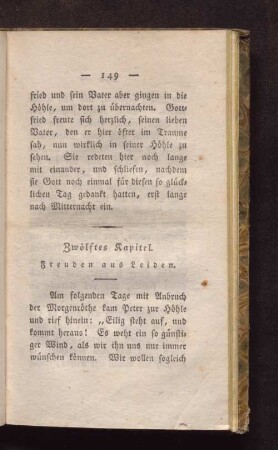 — 149 —
fried und sein Vater aber gingen in die
Höhle, um dort zu übernachten. Gott-
fried freute sich herzlich, seinen lieben
Vater, den er hier öfter im Traume
sah, nun wirklich in seiner Höhle zu
sehen. Sie redeten hier noch lange
mit einander, und schliefen, nachdem
sie Gott noch einmal für diesen so glück-
lichen Tag gedankt hatten, erst lange
nach Mitternacht ein.
Zwölftes Kapitel.
Freuden aus Leiden.
Am folgenden Tage mit Anbruch
der Morgenröthe kam Peter zur Höhle
und rief hinein: „Eilig steht auf, und
kommt heraus! Es weht ein so günsti-
ger Wind, als wir ihn uns nur immer
wünschen können. Wir wollen sogleich